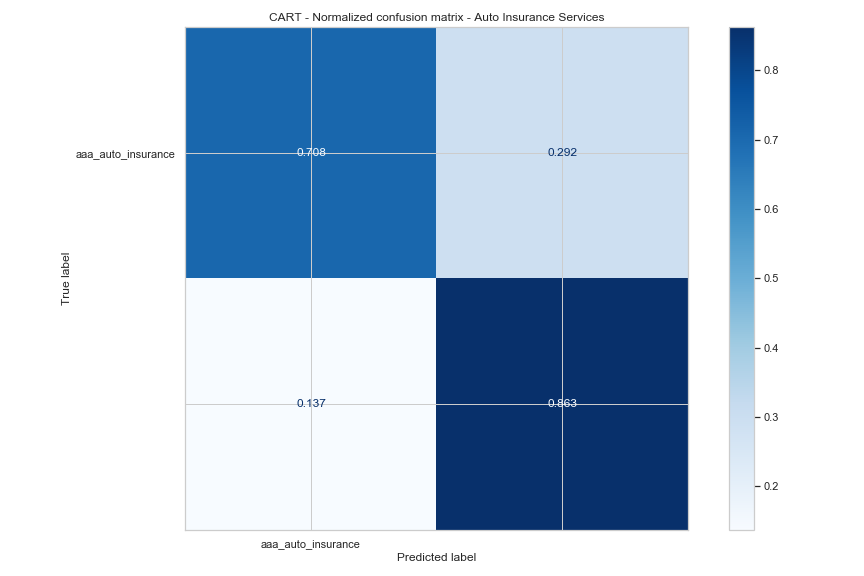 CART - Normalized confusion matrix - Auto Insurance Services
aaa_auto_insurance
True label
0.708
0.292
0.137
0.863
aaa_auto_insurance
Predicted label
0.8
0.7
0.6
0.5
0.4
0.3
0.2